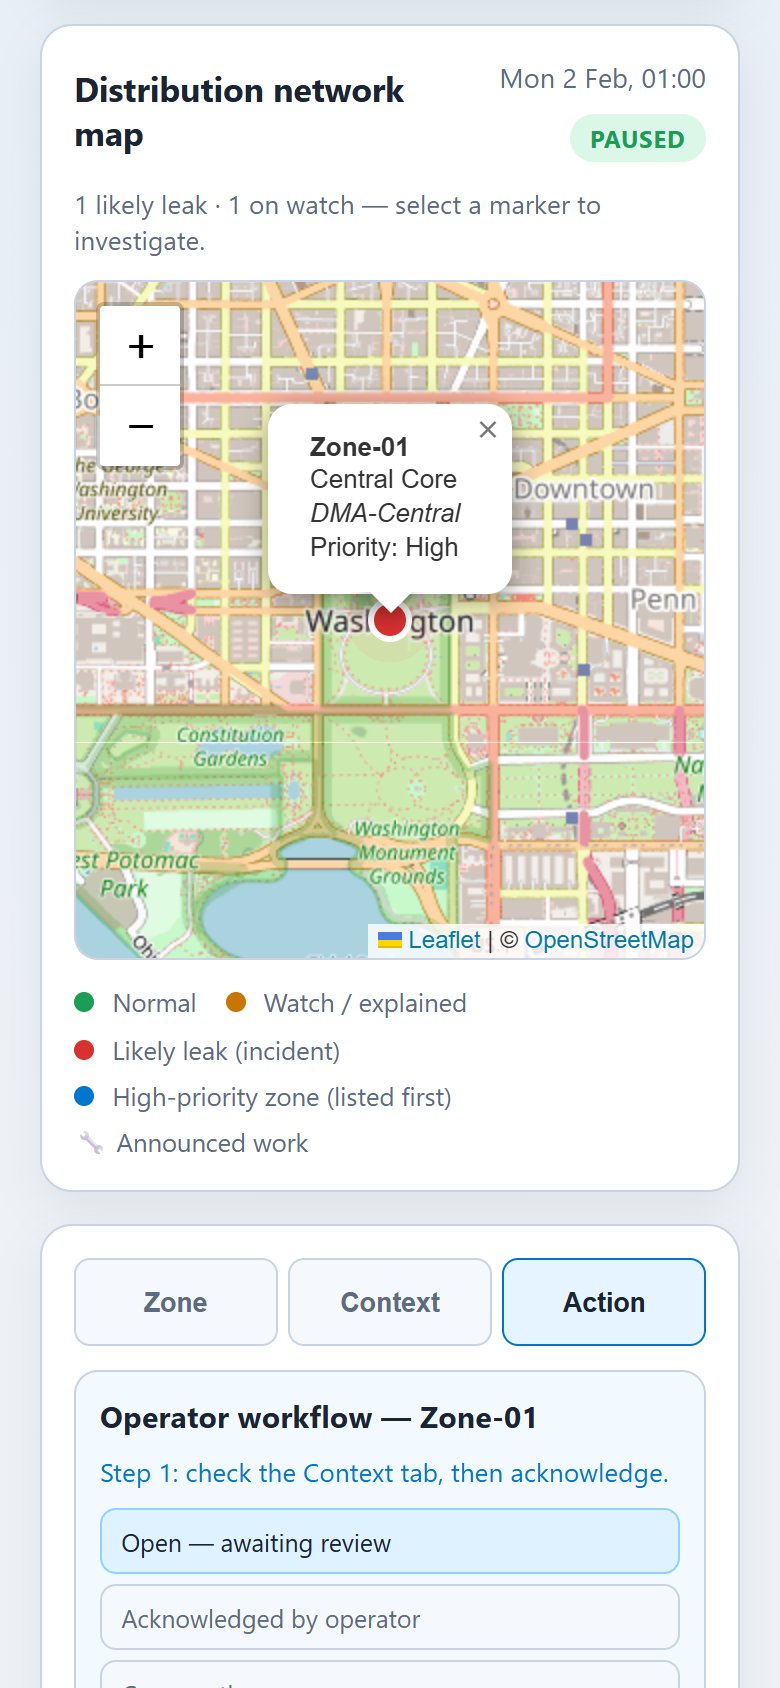 Distribution network
map
Mon 2 Feb, 01:00
PAUSED
1 likely leak · 1 on watch — select a marker to
investigate.
+
−
Zone-01
Central Core
DMA-Central
Priority: High
×
Washington
University
Downtown
Penn
Constitution
Gardens
Washington
Monument
Grounds
Potomac
Park
Leaflet | © OpenStreetMap
Normal
Watch / explained
Likely leak (incident)
High-priority zone (listed first)
Announced work
Zone
Context
Action
Operator workflow — Zone-01
Step 1: check the Context tab, then acknowledge.
Open — awaiting review
Acknowledged by operator